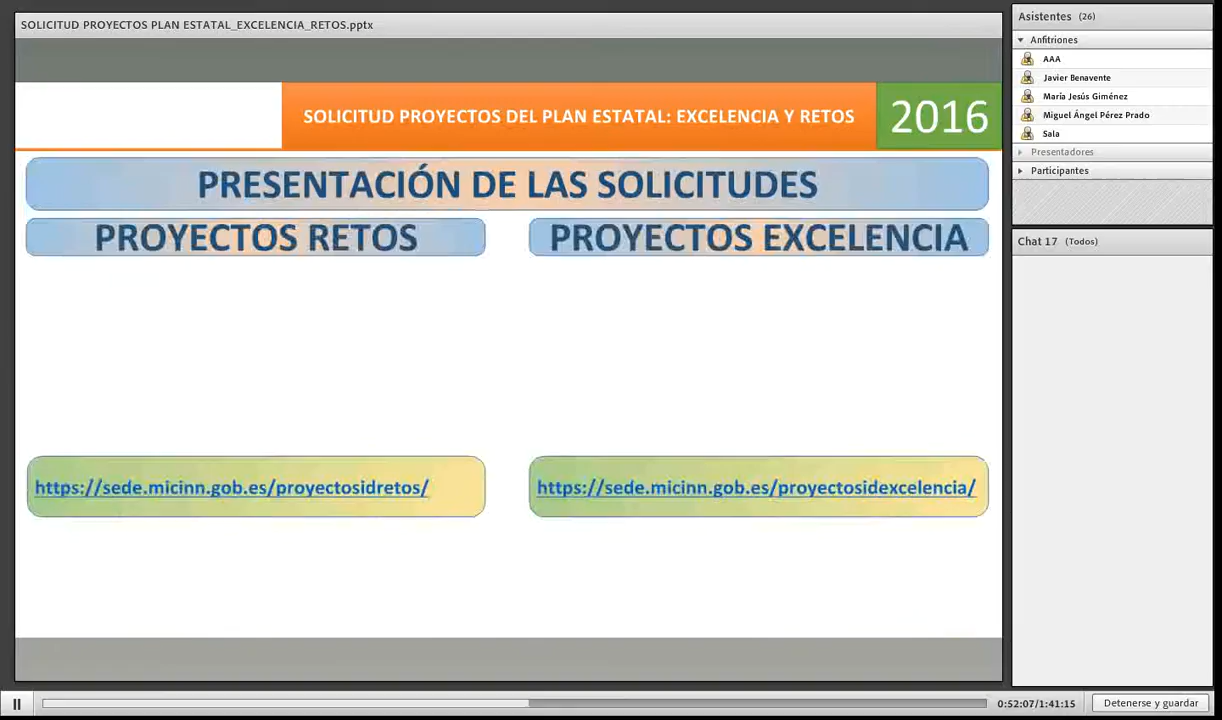 SOLICITUD PROYECTOS PLAN ESTATAL_EXCELENCIA_RETOS.pptx
SOLICITUD PROYECTOS DEL PLAN ESTATAL: EXCELENCIA Y RETOS
2016
PRESENTACIÓN DE LAS SOLICITUDES
PROYECTOS RETOS
PROYECTOS EXCELENCIA
https://sede.micinn.gob.es/proyectosidretos/
https://sede.micinn.gob.es/proyectosidexcelencia/
Asistentes (26)
Anfitriones
AAA
Javier Benavente
María Jesús Giménez
Miguel Ángel Pérez Prado
Sala
Presentadores
Participantes
Chat 17 (Todos)
0:52:07/1:41:15
Detenerse y guardar